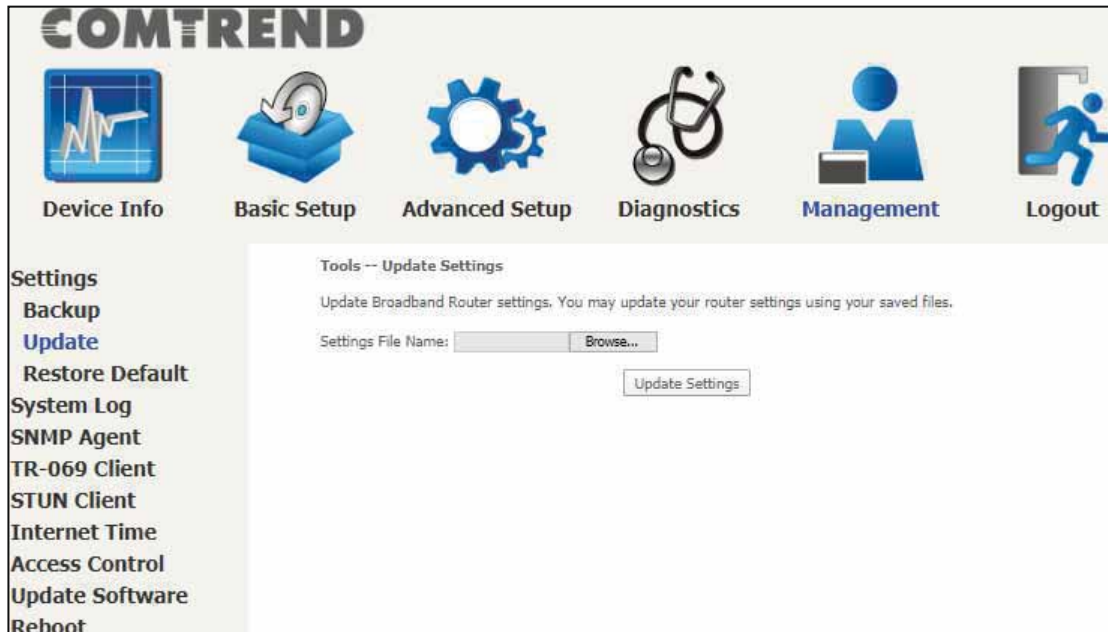 COMTREND
Device Info Basic Setup Advanced Setup Diagnostics Management Logout
Settings
Backup
Update
Restore Default
System Log
SNMP Agent
TR-069 Client
STUN Client
Internet Time
Access Control
Update Software
Reboot
Tools -- Update Settings
Update Broadband Router settings. You may update your router settings using your saved files.
Settings File Name: Browse...
Update Settings